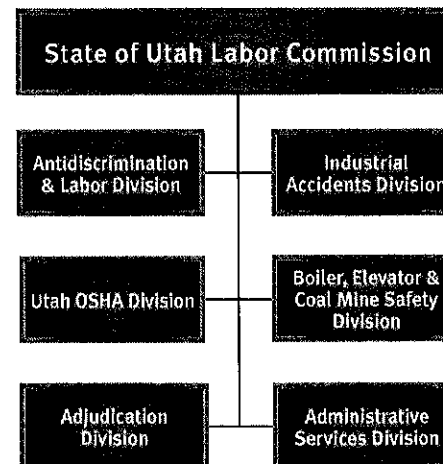 State of Utah Labor Commission
Antidiscrimination
& Labor Division
Industrial
Accidents Division
Utah OSHA Division
Boiler, Elevator &
Coal Mine Safety
Division
Adjudication
Division
Administrative
Services Division